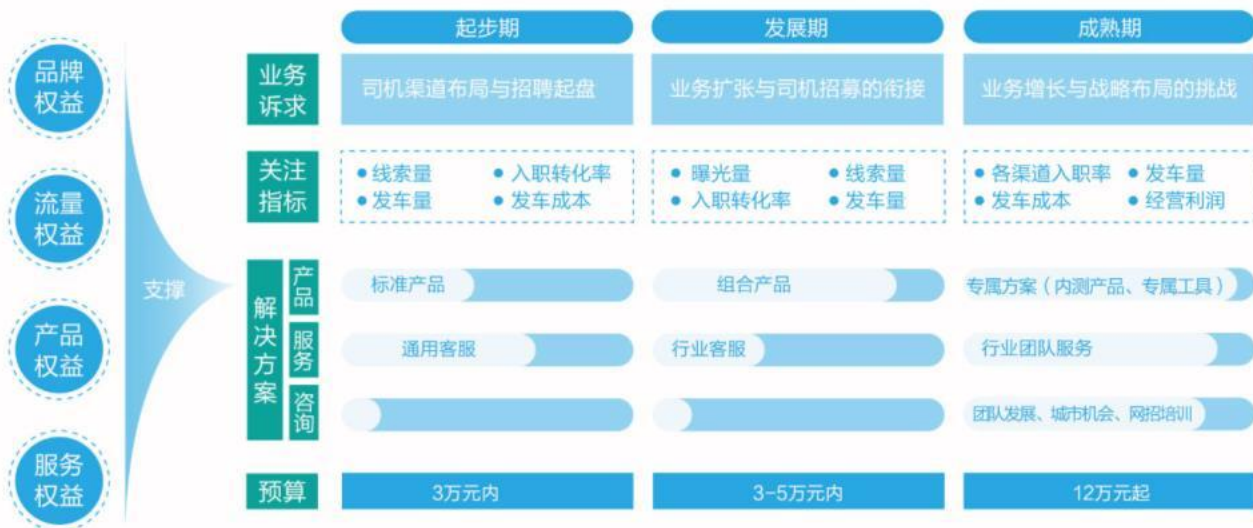 品牌
权益
流量
权益
产品
权益
服务
权益
支撑
起步期
发展期
成熟期
业务
诉求
司机渠道布局与招聘起盘
业务扩张与司机招募的衔接
业务增长与战略布局的挑战
关注
指标
●线索量 ●入职转化率
●发车量 ●发车成本
●曝光量 ●线索量
●入职转化率 ●发车量
●各渠道入职率 ●发车量
●发车成本 ●经营利润
解决方案
产品
标准产品
组合产品
专属方案（内测产品、专属工具）
服务
通用客服
行业客服
行业团队服务
咨询
团队发展、城市机会、网招培训
预算
3万元内
3-5万元内
12万元起